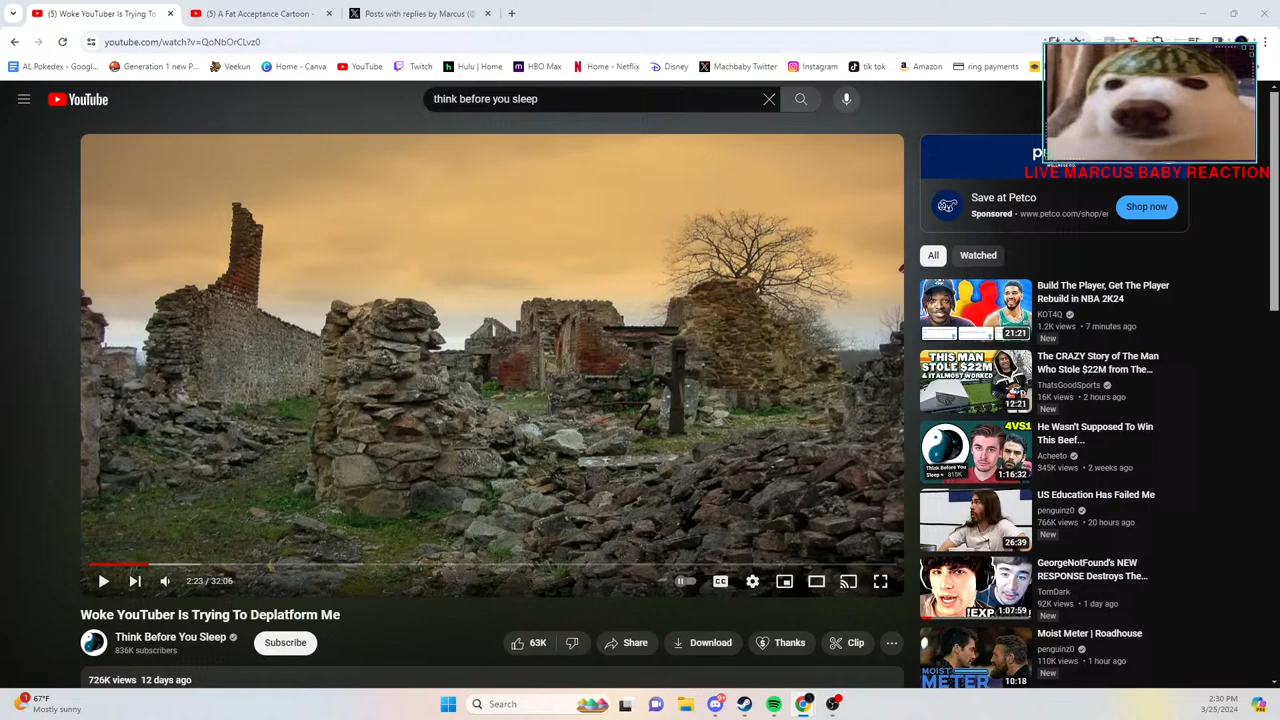 (5) Woke YouTuber Is Trying To
(5) A Fat Acceptance Cartoon -
Posts with replies by Marcus (@
youtube.com/watch?v=QoNbOrCLvz0
AL Pokedex - Googl...
Generation 1 new P...
Veekun
Home - Canva
YouTube
Home - Hulu
HBO Max
Home - Netflix
Disney
Machbaby Twitter
Instagram
tik tok
Amazon
ring payments
YouTube
think before you sleep
LIVE MARCUS BABY REACTION
Save at Petco
Sponsored • www.petco.com/shop/e
Shop now
All
Watched
Build The Player, Get The Player
Rebuild in NBA 2K24
KOT4Q
1.2K views • 7 minutes ago
New
21:21
THIS MAN
STOLE $22M
& IT ALMOST WORKED
12:21
The CRAZY Story of The Man
Who Stole $22M from The...
ThatsGoodSports
16K views • 2 hours ago
New
4VS1
Think Before You
Sleep 815K
1:16:32
He Wasn't Supposed To Win
This Beef...
Acheeto
345K views • 2 weeks ago
26:39
US Education Has Failed Me
penguinz0
766K views • 20 hours ago
New
1:07:59
GeorgeNotFound's NEW
RESPONSE Destroys The...
TomDark
92K views • 1 day ago
New
MOIST
METER
10:18
Moist Meter | Roadhouse
penguinz0
110K views • 1 hour ago
New
2:23 / 32:06
CC
Woke YouTuber Is Trying To Deplatform Me
Think Before You Sleep
836K subscribers
Subscribe
63K
Share
Download
Thanks
Clip
726K views 12 days ago
67°F
Mostly sunny
Search
2:30 PM
3/25/2024